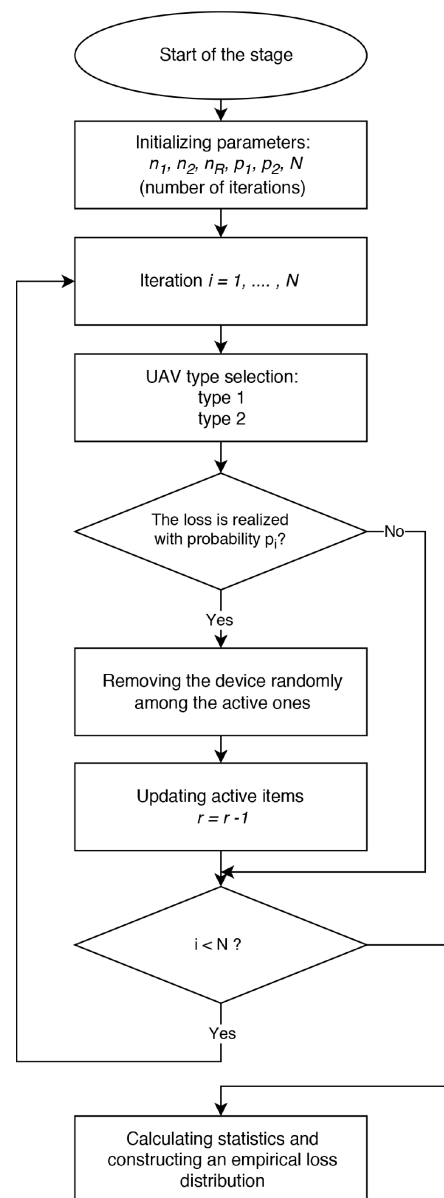 Start of the stage
Initializing parameters:
n1, n2, nR, p1, p2, N
(number of iterations)
Iteration i = 1, .... , N
UAV type selection:
type 1
type 2
The loss is realized
with probability pi?
No
Yes
Removing the device randomly
among the active ones
Updating active items
r = r -1
i < N ?
Yes
Calculating statistics and
constructing an empirical loss
distribution